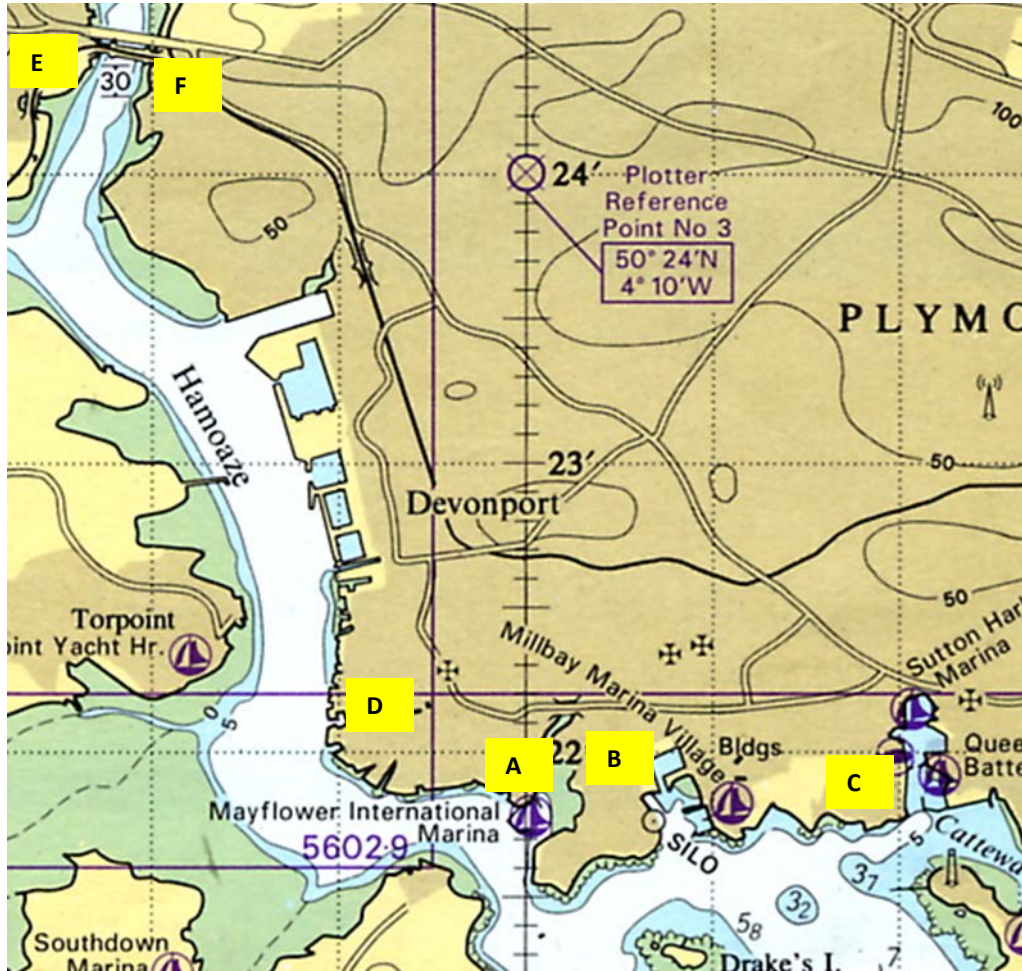 E
30
F
100
24′
Plotter
Reference
Point No 3
50° 24′N
4° 10′W
50
PLYMO
Hamoaze
23′
50
Devonport
50
Torpoint
oint Yacht Hr.
Millbay Marina Village
Sutton Har
Marina
0
5
D
A
22
B
Bldgs
C
Quee
Batte
Mayflower International
Marina
5602·9
SILO
5
Cattewa
37
32
58
7
Southdown
Marina
Drake's I.